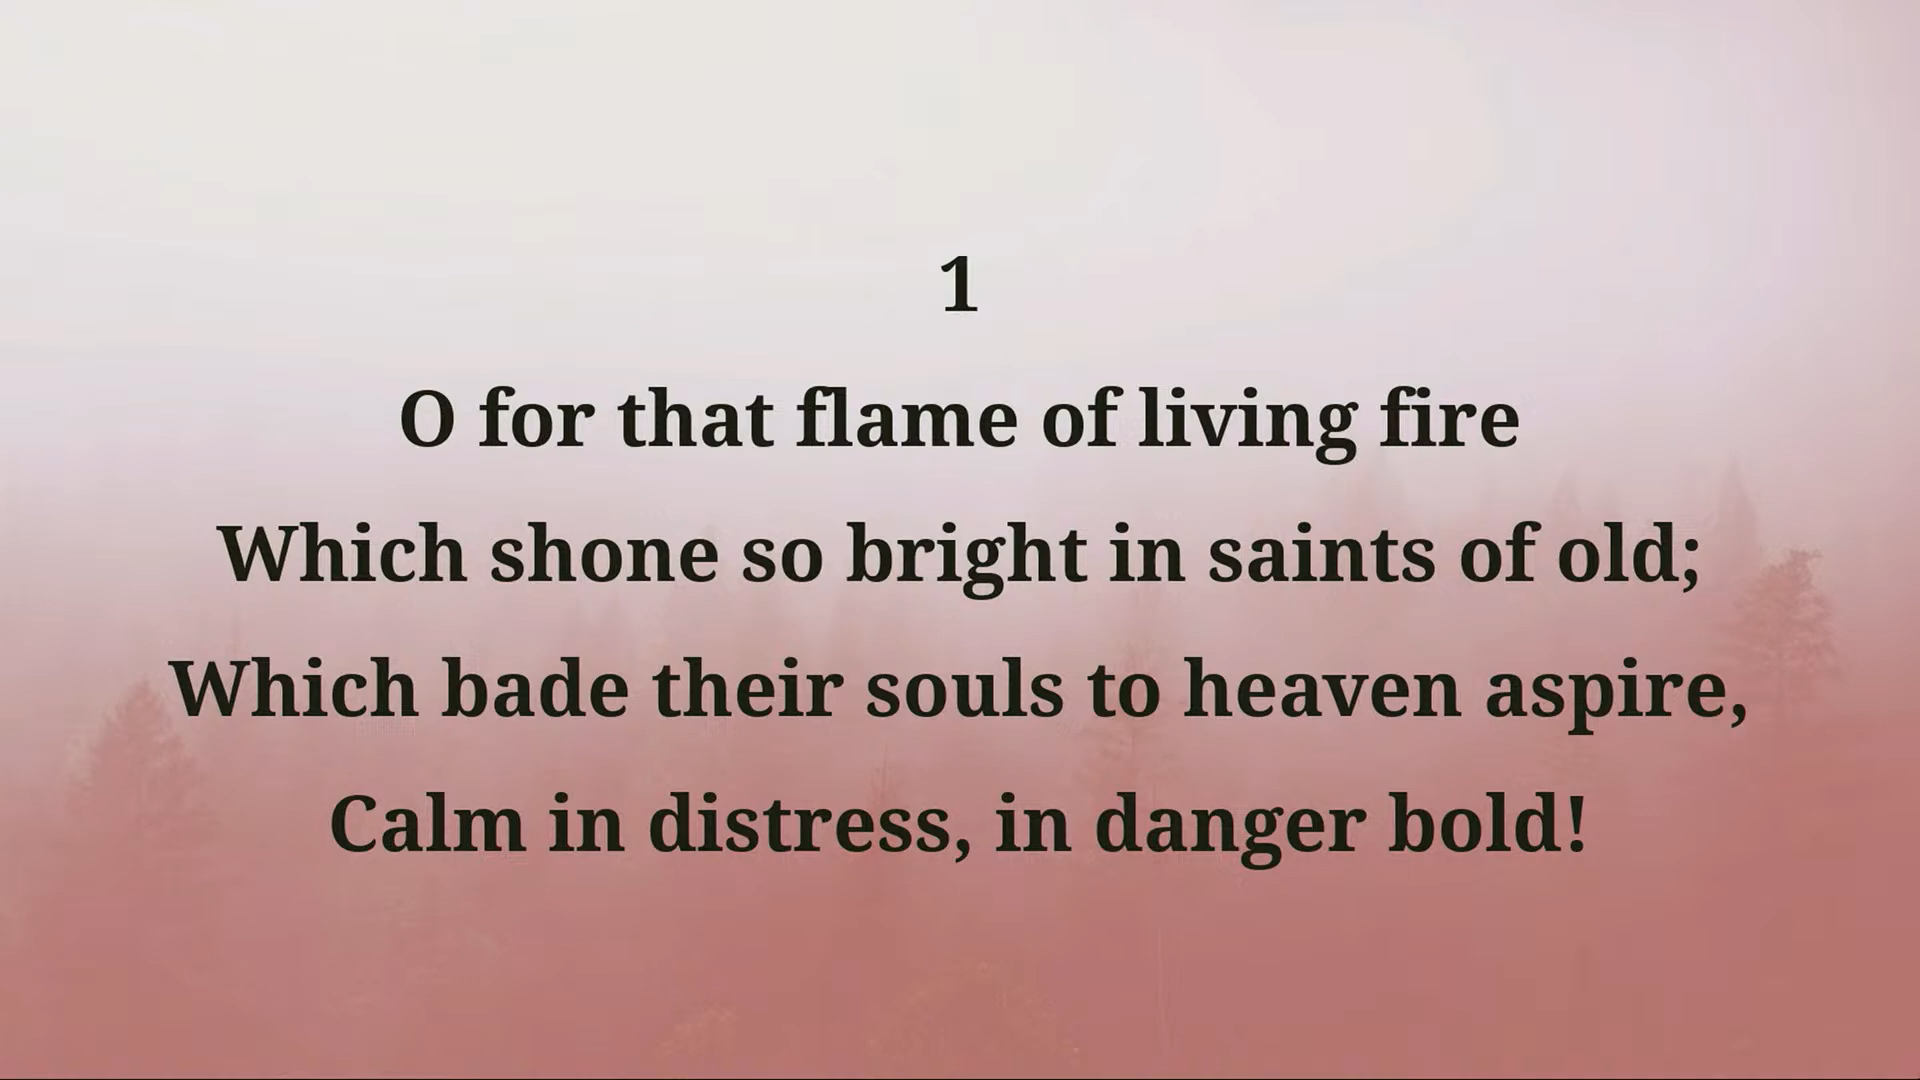 1
O for that flame of living fire
Which shone so bright in saints of old;
Which bade their souls to heaven aspire,
Calm in distress, in danger bold!